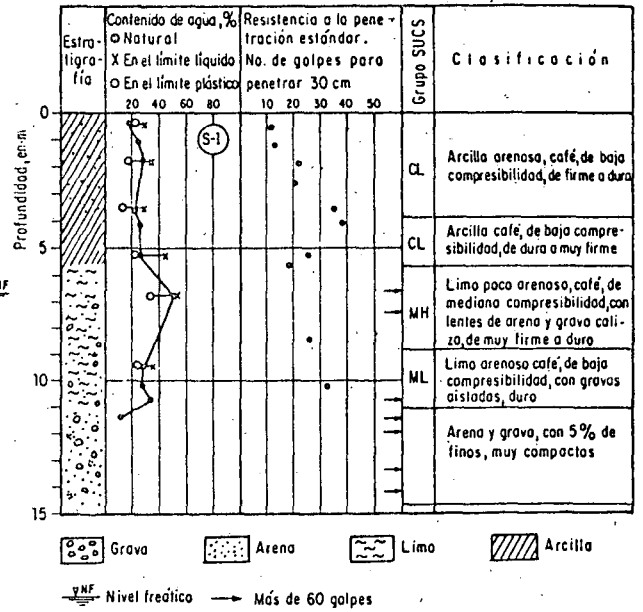 Estra-
tigra-
fía
Contenido de agua, %
Natural
X En el límite líquido
En el límite plástico
20 40 60 80
Resistencia a la pene-
tración estándar.
No. de golpes para
penetrar 30 cm
10 20 30 40 50
Grupo SUCS
Clasificación
Profundidad, en m
0
5
10
15
S-1
NF
CL
Arcilla arenosa, café, de baja
compresibilidad, de firme a dura
CL
Arcilla café, de baja compre-
sibilidad, de dura a muy firme
MH
Limo poco arenoso, café, de
mediana compresibilidad, con
lentes de arena y grava cali-
za, de muy firme a duro
ML
Limo arenoso café, de baja
compresibilidad, con gravas
aisladas, duro
Arena y grava, con 5% de
finos, muy compactas
Grava
Arena
Limo
Arcilla
NF Nivel freático
Más de 60 golpes